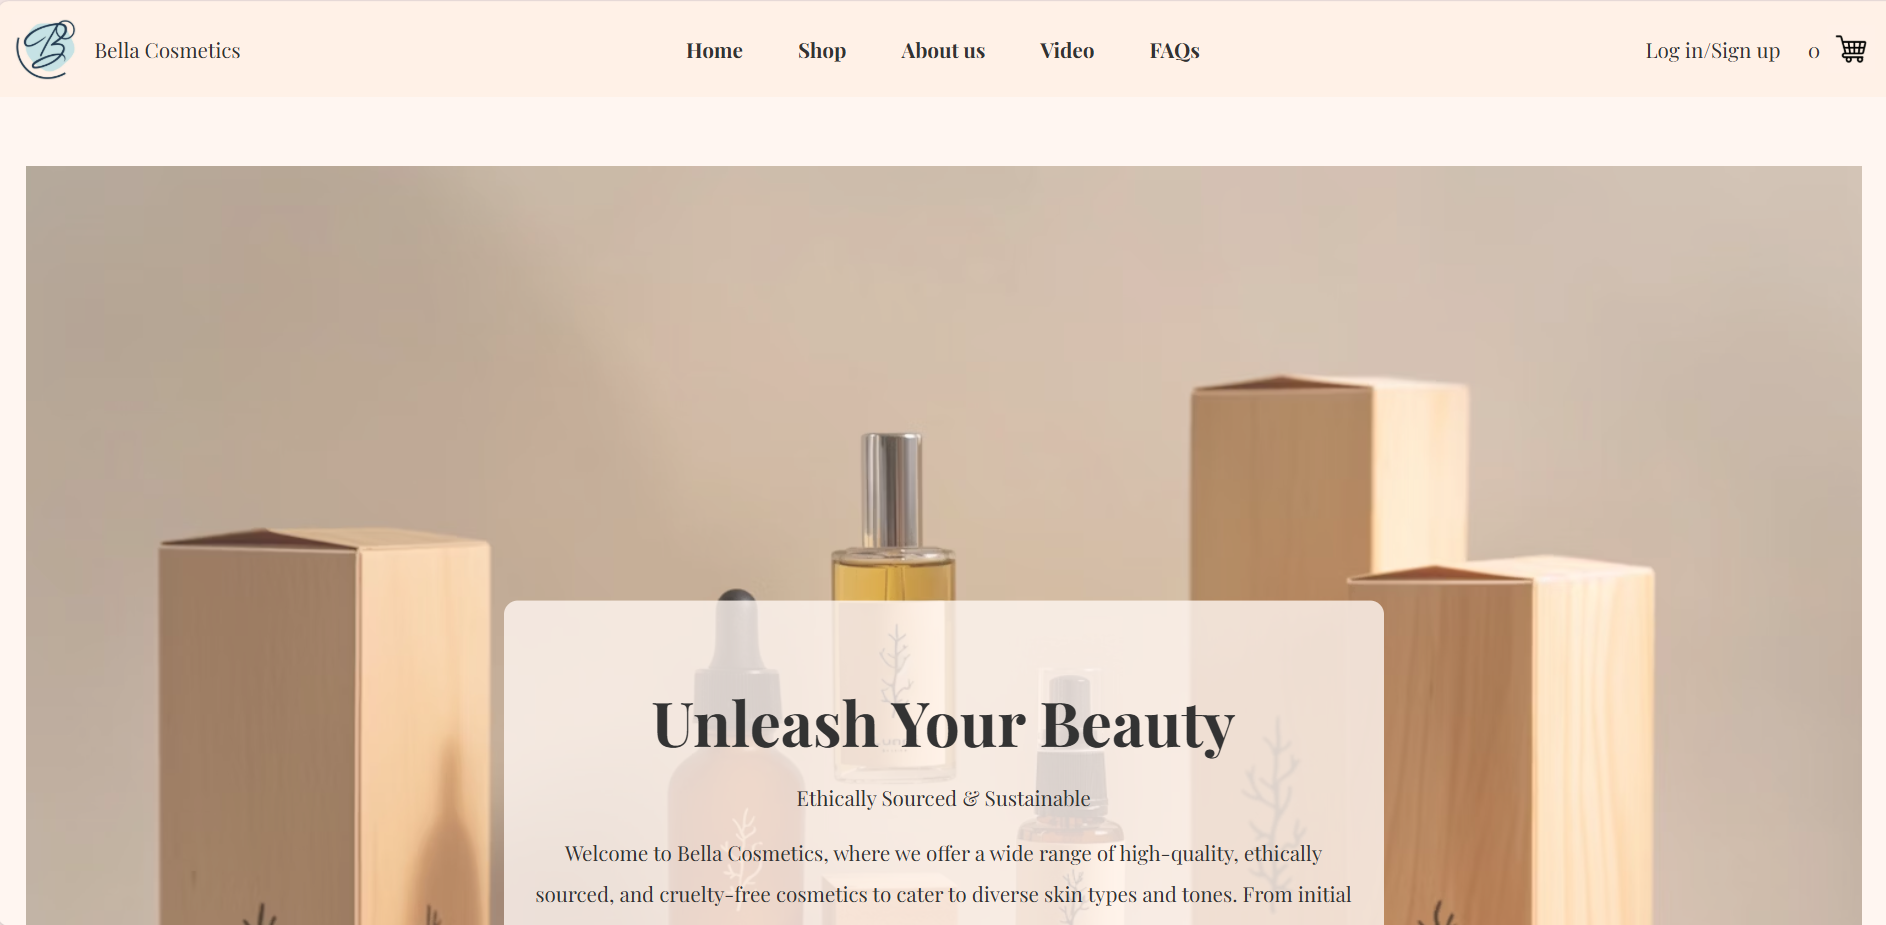 B
Bella Cosmetics
Home
Shop
About us
Video
FAQs
Log in/Sign up
0
Unleash Your Beauty
Ethically Sourced & Sustainable
Welcome to Bella Cosmetics, where we offer a wide range of high-quality, ethically
sourced, and cruelty-free cosmetics to cater to diverse skin types and tones. From initial